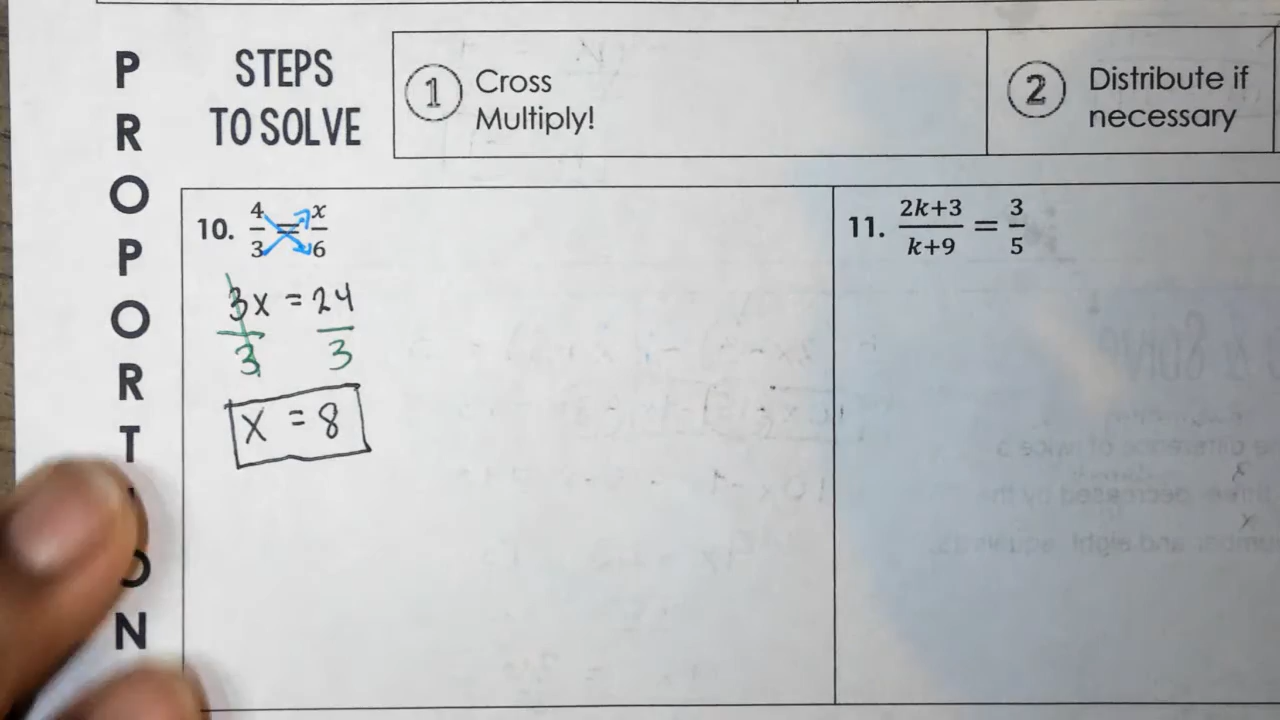 PROPORTION
STEPS
TO SOLVE
1 Cross
Multiply!
2 Distribute if
necessary
10. 4/3 = x/6
3x = 24
3 3
x = 8
11. 2k+3/k+9 = 3/5